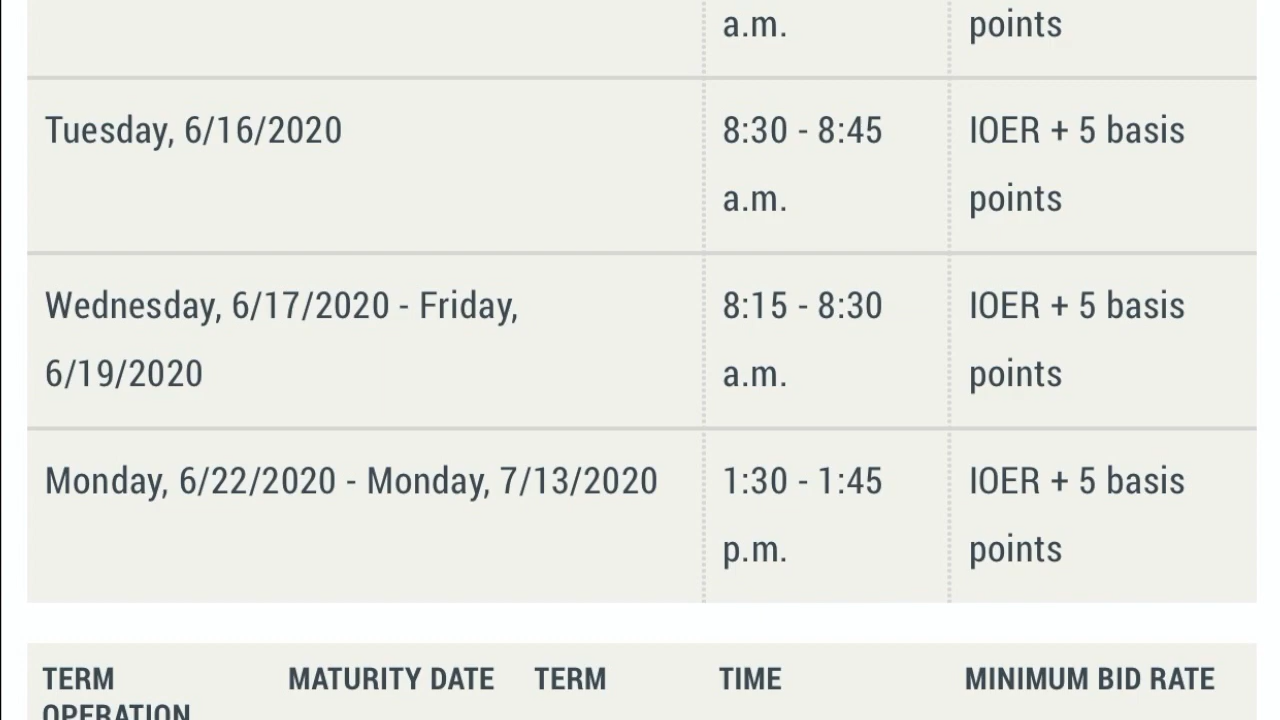 a.m. points
Tuesday, 6/16/2020 8:30 - 8:45 IOER + 5 basis
a.m. points
Wednesday, 6/17/2020 - Friday, 8:15 - 8:30 IOER + 5 basis
6/19/2020 a.m. points
Monday, 6/22/2020 - Monday, 7/13/2020 1:30 - 1:45 IOER + 5 basis
p.m. points
TERM MATURITY DATE TERM TIME MINIMUM BID RATE
OPERATION